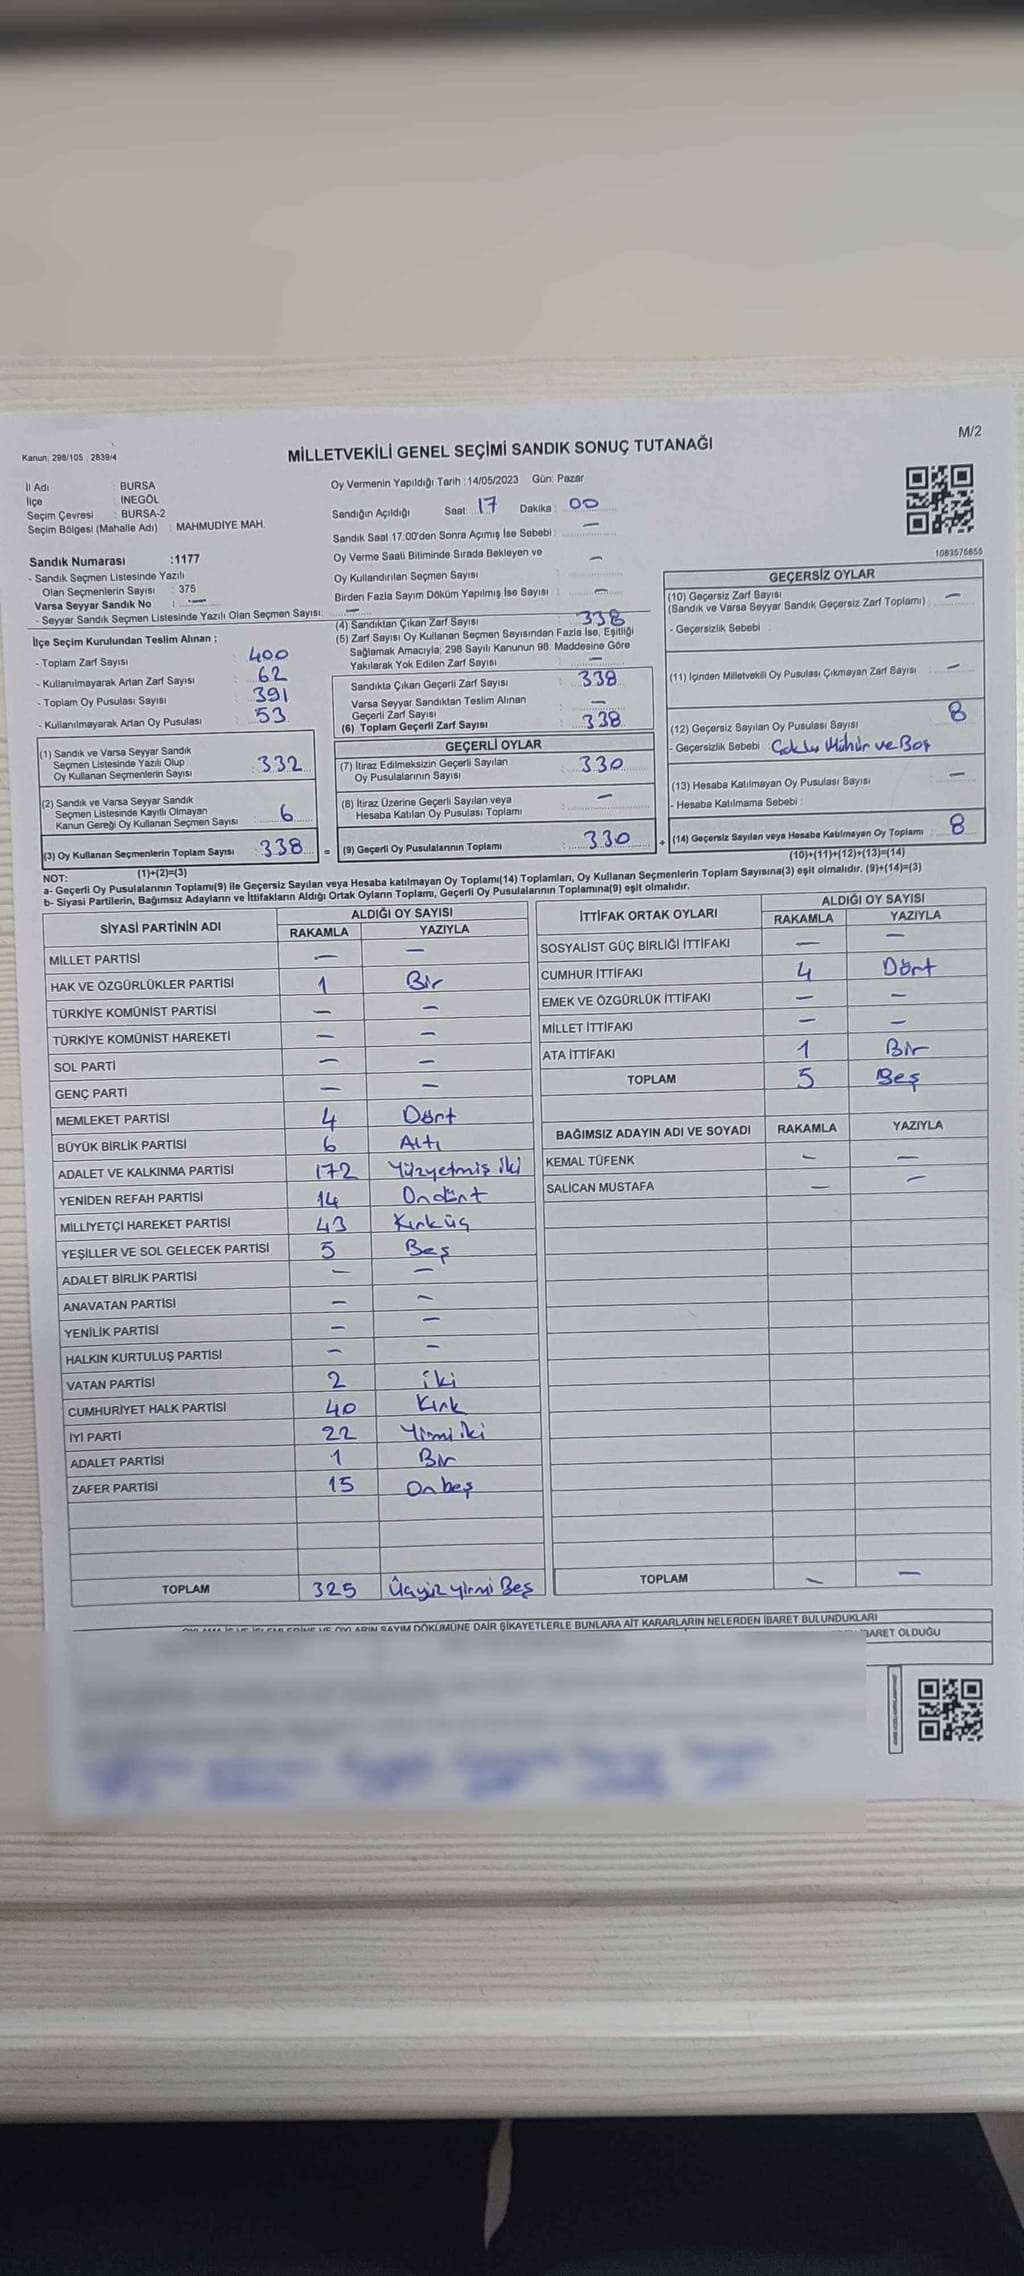 Kanun; 298/105 ; 2839/4
MİLLETVEKİLİ GENEL SEÇİMİ SANDIK SONUÇ TUTANAĞI
M/2
İl Adı : BURSA
İlçe : İNEGÖL
Seçim Çevresi : BURSA-2
Seçim Bölgesi (Mahalle Adı) : MAHMUDİYE MAH.
Oy Vermenin Yapıldığı Tarih :14/05/2023 Gün: Pazar
Sandığın Açıldığı Saat: 17 Dakika : 00
Sandık Saat 17:00'den Sonra Açımış İse Sebebi : —
Oy Verme Saati Bitiminde Sırada Bekleyen ve
Oy Kullandırılan Seçmen Sayısı —
Birden Fazla Sayım Döküm Yapılmış İse Sayısı —
1083576855
Sandık Numarası :1177
- Sandık Seçmen Listesinde Yazılı
Olan Seçmenlerin Sayısı : 375
Varsa Seyyar Sandık No : —
- Seyyar Sandık Seçmen Listesinde Yazılı Olan Seçmen Sayısı: —
İlçe Seçim Kurulundan Teslim Alınan ;
- Toplam Zarf Sayısı : 400
- Kullanılmayarak Artan Zarf Sayısı : 62
- Toplam Oy Pusulası Sayısı : 391
- Kullanılmayarak Artan Oy Pusulası : 53
(1) Sandık ve Varsa Seyyar Sandık
Seçmen Listesinde Yazılı Olup
Oy Kullanan Seçmenlerin Sayısı : 332
(2) Sandık ve Varsa Seyyar Sandık
Seçmen Listesinde Kayıtlı Olmayan
Kanun Gereği Oy Kullanan Seçmen Sayısı : 6
(3) Oy Kullanan Seçmenlerin Toplam Sayısı : 338
(1)+(2)=(3)
(4) Sandıktan Çıkan Zarf Sayısı : 338
(5) Zarf Sayısı Oy Kullanan Seçmen Sayısından Fazla İse, Eşitliği
Sağlamak Amacıyla; 298 Sayılı Kanunun 98. Maddesine Göre
Yakılarak Yok Edilen Zarf Sayısı : —
Sandıkta Çıkan Geçerli Zarf Sayısı : 338
Varsa Seyyar Sandıktan Teslim Alınan
Geçerli Zarf Sayısı : —
(6) Toplam Geçerli Zarf Sayısı : 338
GEÇERLİ OYLAR
(7) İtiraz Edilmeksizin Geçerli Sayılan
Oy Pusulalarının Sayısı : 330
(8) İtiraz Üzerine Geçerli Sayılan veya
Hesaba Katılan Oy Pusulası Toplamı : —
= (9) Geçerli Oy Pusulalarının Toplamı : 330
GEÇERSİZ OYLAR
(10) Geçersiz Zarf Sayısı
(Sandık ve Varsa Seyyar Sandık Geçersiz Zarf Toplamı) : —
- Geçersizlik Sebebi :
(11) İçinden Milletvekili Oy Pusulası Çıkmayan Zarf Sayısı : —
(12) Geçersiz Sayılan Oy Pusulası Sayısı : 8
- Geçersizlik Sebebi : Çoklu Mühür ve Boş
(13) Hesaba Katılmayan Oy Pusulası Sayısı : —
- Hesaba Katılmama Sebebi :
+ (14) Geçersiz Sayılan veya Hesaba Katılmayan Oy Toplamı : 8
(10)+(11)+(12)+(13)=(14)
NOT:
a- Geçerli Oy Pusulalarının Toplamı(9) ile Geçersiz Sayılan veya Hesaba katılmayan Oy Toplamı(14) Toplamları, Oy Kullanan Seçmenlerin Toplam Sayısına(3) eşit olmalıdır. (9)+(14)=(3)
b- Siyasi Partilerin, Bağımsız Adayların ve İttifakların Aldığı Ortak Oyların Toplamı, Geçerli Oy Pusulalarının Toplamına(9) eşit olmalıdır.
SİYASİ PARTİNİN ADI
ALDIĞI OY SAYISI
RAKAMLA YAZIYLA
MİLLET PARTİSİ — —
HAK VE ÖZGÜRLÜKLER PARTİSİ 1 Bir
TÜRKİYE KOMÜNİST PARTİSİ — —
TÜRKİYE KOMÜNİST HAREKETİ — —
SOL PARTİ — —
GENÇ PARTİ — —
MEMLEKET PARTİSİ 4 Dört
BÜYÜK BİRLİK PARTİSİ 6 Altı
ADALET VE KALKINMA PARTİSİ 172 Yüzyetmiş iki
YENİDEN REFAH PARTİSİ 14 Ondört
MİLLİYETÇİ HAREKET PARTİSİ 43 Kırküç
YEŞİLLER VE SOL GELECEK PARTİSİ 5 Beş
ADALET BİRLİK PARTİSİ — —
ANAVATAN PARTİSİ — —
YENİLİK PARTİSİ — —
HALKIN KURTULUŞ PARTİSİ — —
VATAN PARTİSİ 2 iki
CUMHURİYET HALK PARTİSİ 40 Kırk
İYİ PARTİ 22 Yirmi iki
ADALET PARTİSİ 1 Bir
ZAFER PARTİSİ 15 Onbeş
TOPLAM 325 Üçyüz yirmi Beş
İTTİFAK ORTAK OYLARI
ALDIĞI OY SAYISI
RAKAMLA YAZIYLA
SOSYALİST GÜÇ BİRLİĞİ İTTİFAKI — —
CUMHUR İTTİFAKI 4 Dört
EMEK VE ÖZGÜRLÜK İTTİFAKI — —
MİLLET İTTİFAKI — —
ATA İTTİFAKI 1 Bir
TOPLAM 5 Beş
BAĞIMSIZ ADAYIN ADI VE SOYADI RAKAMLA YAZIYLA
KEMAL TÜFENK — —
SALİCAN MUSTAFA — —
TOPLAM — —
SAYIM DÖKÜMÜNE DAİR ŞİKAYETLERLE BUNLARA AİT KARARLARIN NELERDEN İBARET BULUNDUKLARI
OLDUĞU